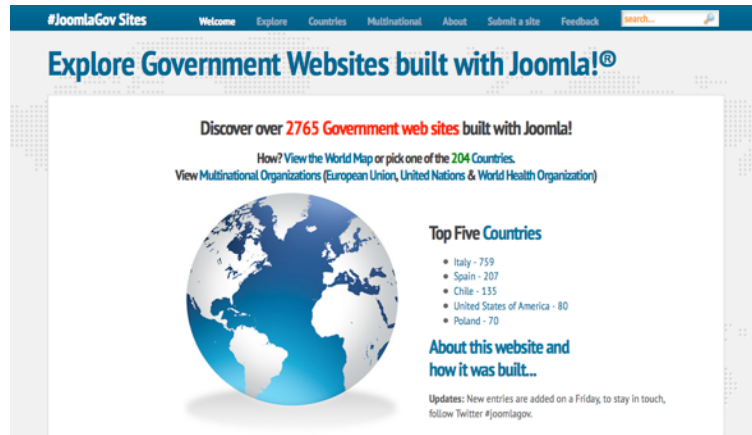 #JoomlaGov Sites
Welcome
Explore
Countries
Multinational
About
Submit a site
Feedback
search...
Explore Government Websites built with Joomla!®
Discover over 2765 Government web sites built with Joomla!
How? View the World Map or pick one of the 204 Countries.
View Multinational Organizations (European Union, United Nations & World Health Organization)
Top Five Countries
Italy - 759
Spain - 207
Chile - 135
United States of America - 80
Poland - 70
About this website and
how it was built...
Updates: New entries are added on a Friday, to stay in touch,
follow Twitter #joomlagov.